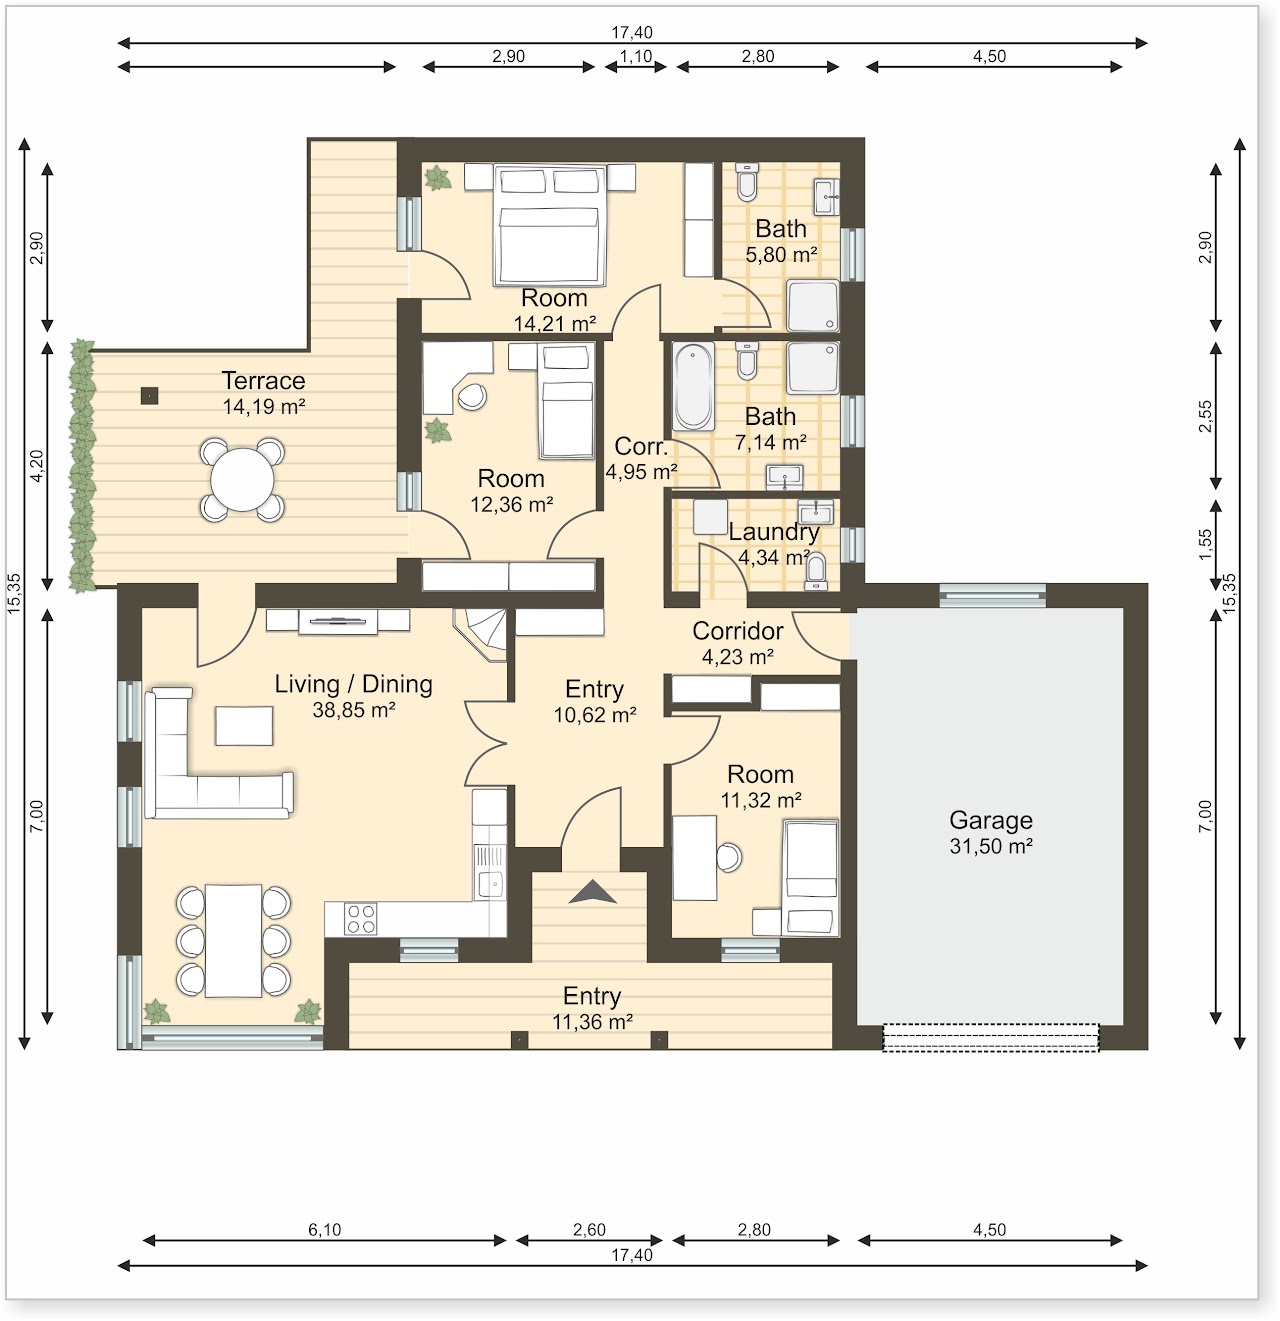 17,40
2,90
1,10
2,80
4,50
Bath
5,80 m²
2,90
2,90
Room
14,21 m²
Terrace
14,19 m²
Bath
7,14 m²
2,55
Corr.
4,95 m²
4,20
Room
12,36 m²
Laundry
4,34 m²
1,55
15,35
15,35
Corridor
4,23 m²
Living / Dining
38,85 m²
Entry
10,62 m²
Room
11,32 m²
7,00
7,00
Garage
31,50 m²
Entry
11,36 m²
6,10
2,60
2,80
4,50
17,40